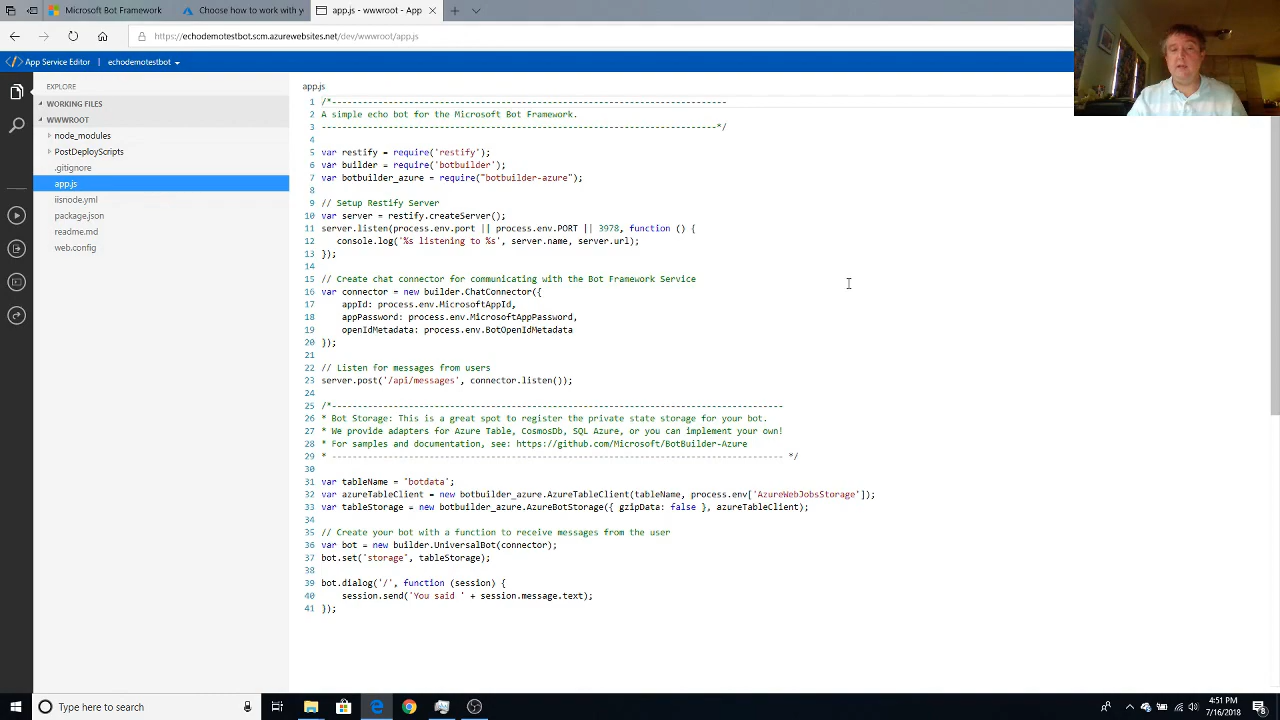 Microsoft Bot Framework
Choose how to work with y
app.js - wwwroot - App
https://echodemotestbot.scm.azurewebsites.net/dev/wwwroot/app.js
</> App Service Editor | echodemotestbot
EXPLORE
WORKING FILES
WWWROOT
node_modules
PostDeployScripts
.gitignore
app.js
iisnode.yml
package.json
readme.md
web.config
app.js
1 /*---------------------------------------------------------------------------
2 A simple echo bot for the Microsoft Bot Framework.
3 ---------------------------------------------------------------------------*/
4
5 var restify = require('restify');
6 var builder = require('botbuilder');
7 var botbuilder_azure = require("botbuilder-azure");
8
9 // Setup Restify Server
10 var server = restify.createServer();
11 server.listen(process.env.port || process.env.PORT || 3978, function () {
12 console.log('%s listening to %s', server.name, server.url);
13 });
14
15 // Create chat connector for communicating with the Bot Framework Service
16 var connector = new builder.ChatConnector({
17 appId: process.env.MicrosoftAppId,
18 appPassword: process.env.MicrosoftAppPassword,
19 openIdMetadata: process.env.BotOpenIdMetadata
20 });
21
22 // Listen for messages from users
23 server.post('/api/messages', connector.listen());
24
25 /*----------------------------------------------------------------------------------------
26 * Bot Storage: This is a great spot to register the private state storage for your bot.
27 * We provide adapters for Azure Table, CosmosDb, SQL Azure, or you can implement your own!
28 * For samples and documentation, see: https://github.com/Microsoft/BotBuilder-Azure
29 * ---------------------------------------------------------------------------------------- */
30
31 var tableName = 'botdata';
32 var azureTableClient = new botbuilder_azure.AzureTableClient(tableName, process.env['AzureWebJobsStorage']);
33 var tableStorage = new botbuilder_azure.AzureBotStorage({ gzipData: false }, azureTableClient);
34
35 // Create your bot with a function to receive messages from the user
36 var bot = new builder.UniversalBot(connector);
37 bot.set('storage', tableStorage);
38
39 bot.dialog('/', function (session) {
40 session.send('You said ' + session.message.text);
41 });
Type here to search
4:51 PM
7/16/2018
8